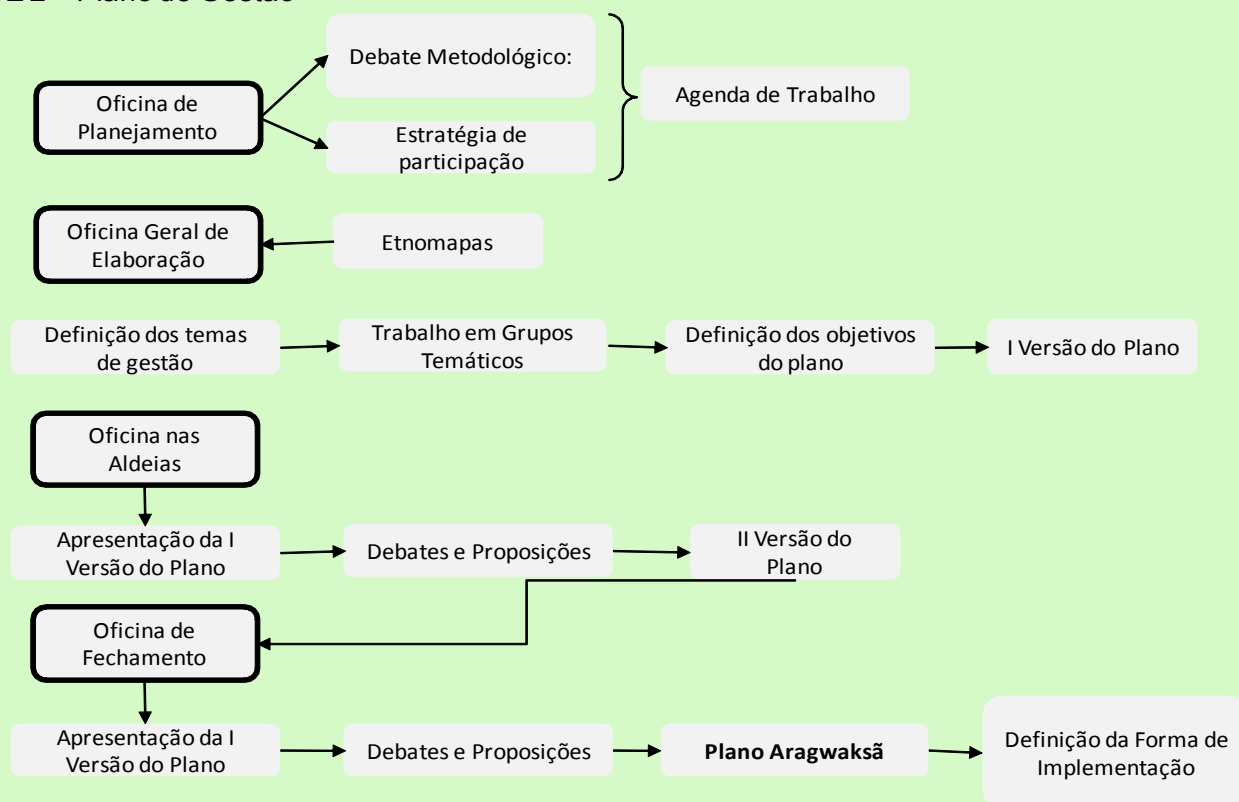 Plano de Gestão
Debate Metodológico:
Oficina de
Planejamento
Agenda de Trabalho
Estratégia de
participação
Oficina Geral de
Elaboração
Etnomapas
Definição dos temas
de gestão
Trabalho em Grupos
Temáticos
Definição dos objetivos
do plano
I Versão do Plano
Oficina nas
Aldeias
Apresentação da I
Versão do Plano
Debates e Proposições
II Versão do
Plano
Oficina de
Fechamento
Apresentação da I
Versão do Plano
Debates e Proposições
Plano Aragwaksã
Definição da Forma de
Implementação